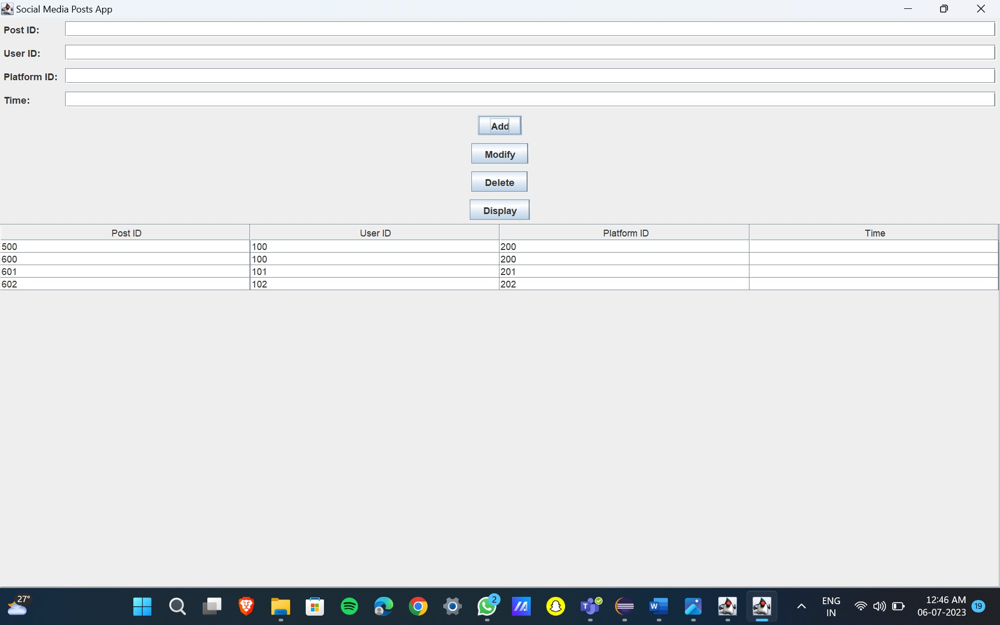 Social Media Posts App
Post ID:
User ID:
Platform ID:
Time:
Add
Modify
Delete
Display
Post ID User ID Platform ID Time
500 100 200
600 100 200
601 101 201
602 102 202
27°
2
T
W
ENG
IN
12:46 AM
06-07-2023
19